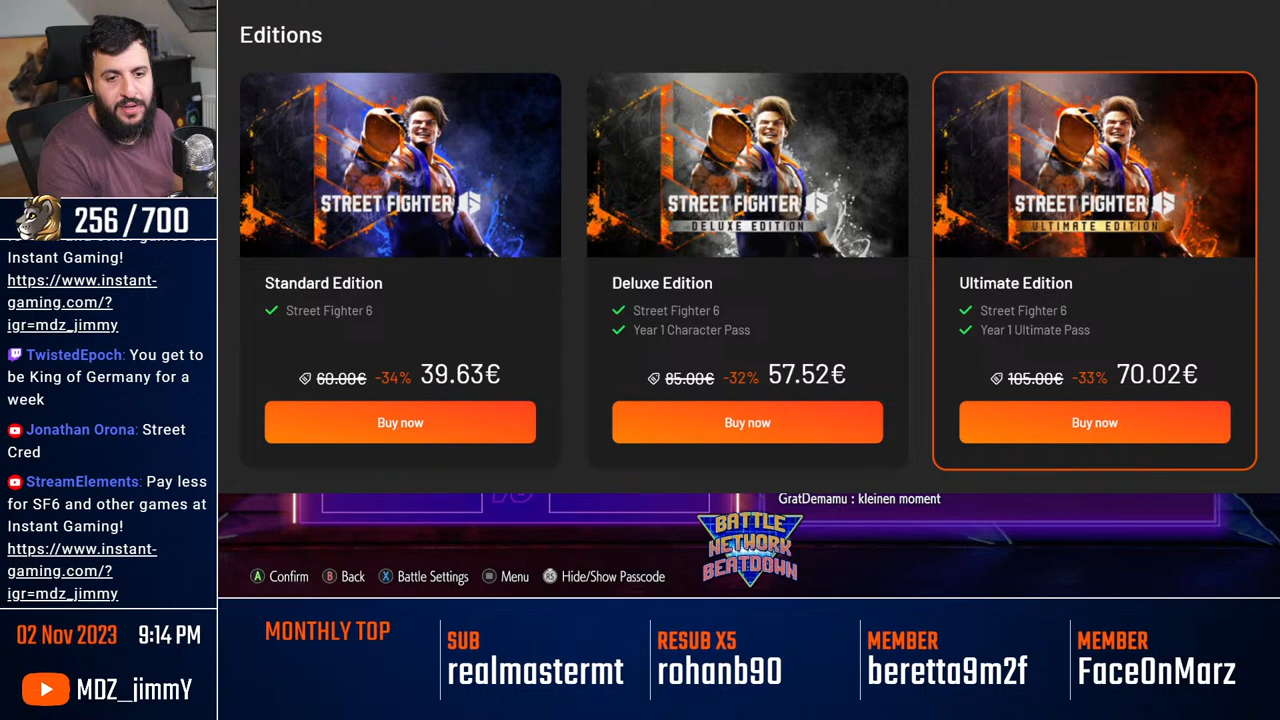 Editions
STREET FIGHTER 6
Standard Edition
Street Fighter 6
60.00€ -34% 39.63€
Buy now
STREET FIGHTER 6
DELUXE EDITION
Deluxe Edition
Street Fighter 6
Year 1 Character Pass
85.00€ -32% 57.52€
Buy now
STREET FIGHTER 6
ULTIMATE EDITION
Ultimate Edition
Street Fighter 6
Year 1 Ultimate Pass
105.00€ -33% 70.02€
Buy now
256 / 700
Instant Gaming!
https://www.instant-
gaming.com/?
igr=mdz_jimmy
TwistedEpoch: You get to
be King of Germany for a
week
Jonathan Orona: Street
Cred
StreamElements: Pay less
for SF6 and other games at
Instant Gaming!
https://www.instant-
gaming.com/?
igr=mdz_jimmy
GratDemamu : kleinen moment
BATTLE
NETWORK
BEATDOWN
A Confirm B Back X Battle Settings Menu RS Hide/Show Passcode
02 Nov 2023 9:14 PM
MDZ_jimmY
MONTHLY TOP
SUB
realmastermt
RESUB X5
rohanb90
MEMBER
beretta9m2f
MEMBER
FaceOnMarz